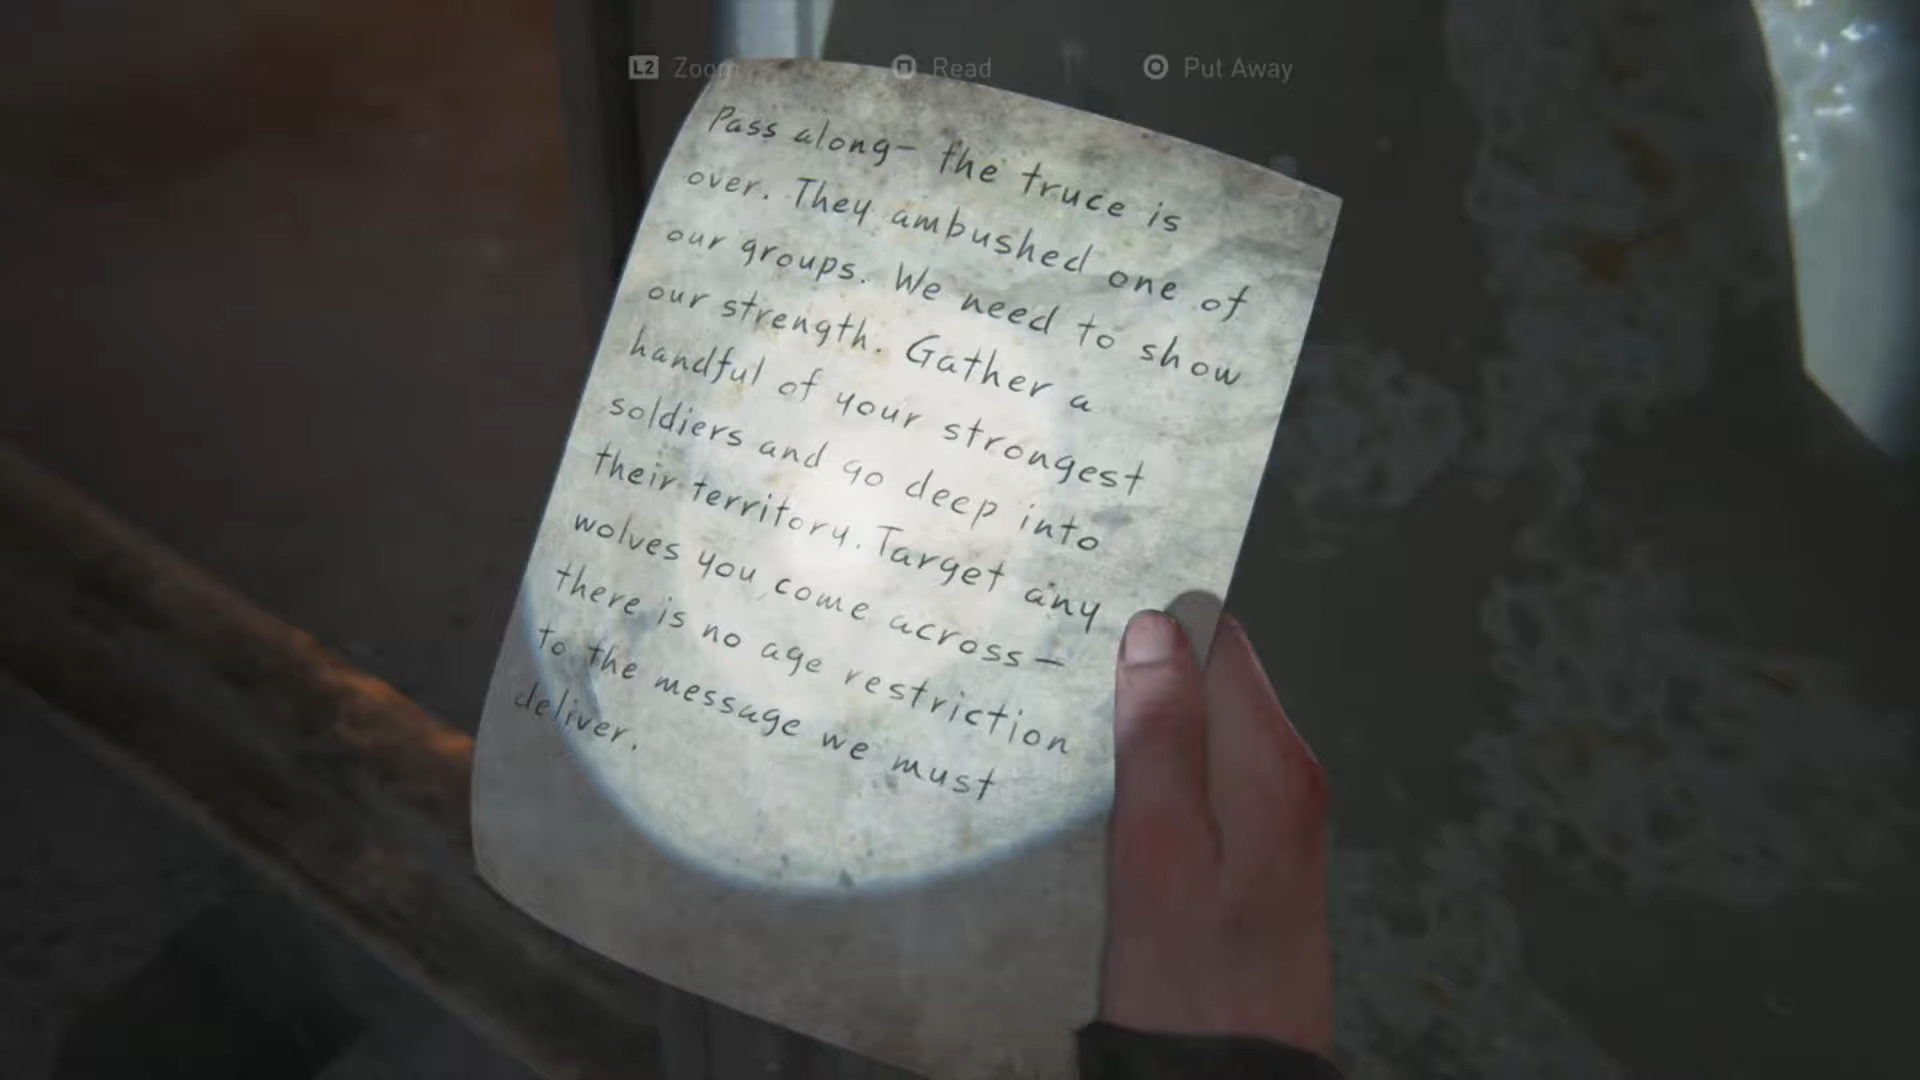 L2 Zoom Read Put Away
Pass along- the truce is
over. They ambushed one of
our groups. We need to show
our strength. Gather a
handful of your strongest
soldiers and go deep into
their territory. Target any
wolves you come across-
there is no age restriction
to the message we must
deliver.